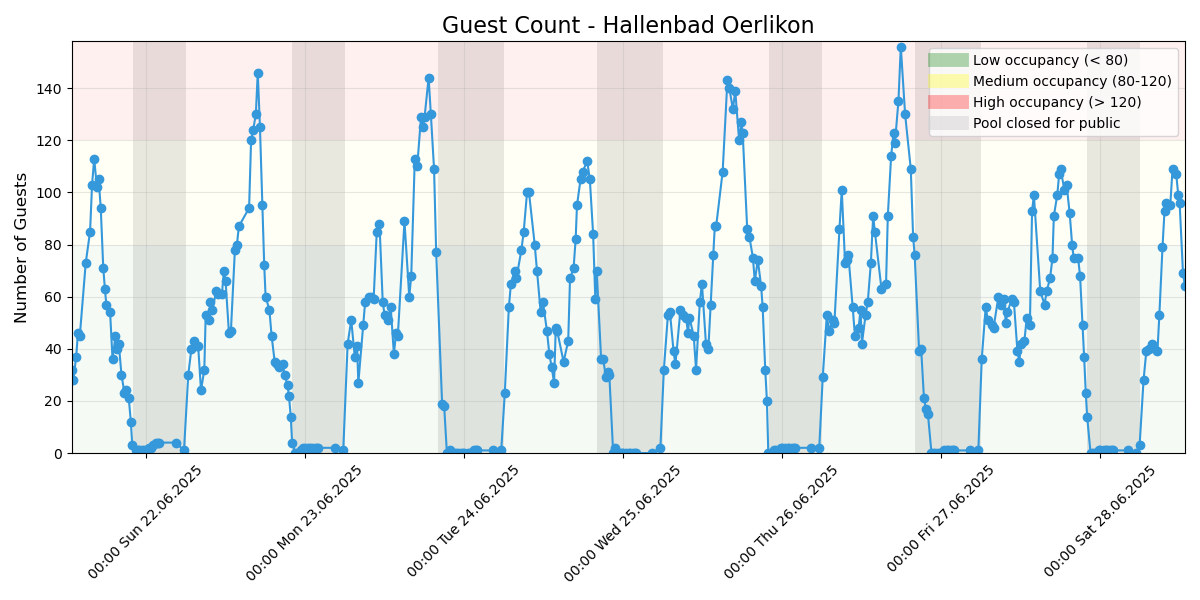 Guest Count - Hallenbad Oerlikon
Low occupancy (< 80)
Medium occupancy (80-120)
High occupancy (> 120)
Pool closed for public
Number of Guests
140
120
100
80
60
40
20
0
00:00 Sun 22.06.2025
00:00 Mon 23.06.2025
00:00 Tue 24.06.2025
00:00 Wed 25.06.2025
00:00 Thu 26.06.2025
00:00 Fri 27.06.2025
00:00 Sat 28.06.2025